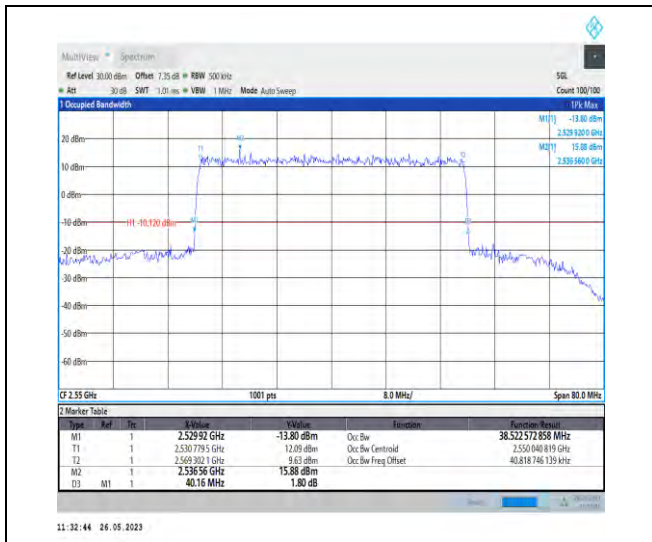 MultiView Spectrum
Ref Level 30.00 dBm Offset 7.35 dB RBW 500 kHz SGL
Att 30 dB SWT 1.01 ms VBW 1 MHz Mode Auto Sweep Count 100/100
1 Occupied Bandwidth 1Pk Max
M1[1] -13.80 dBm
2.529 920 0 GHz
M2[1] 15.88 dBm
2.536 560 0 GHz
20 dBm
10 dBm
0 dBm
-10 dBm
H1 -10.120 dBm
-20 dBm
-30 dBm
-40 dBm
-50 dBm
-60 dBm
T1
M2
CF 2.55 GHz 1001 pts 8.0 MHz/ Span 80.0 MHz
2 Marker Table
Type Ref Trc X-Value Y-Value Function Function Result
M1 1 2.529 92 GHz -13.80 dBm Occ Bw 38.522 572 858 MHz
T1 1 2.530 779 5 GHz 12.09 dBm Occ Bw Centroid 2.550 040 819 GHz
T2 1 2.569 302 1 GHz 9.63 dBm Occ Bw Freq Offset 40.818 746 139 kHz
M2 1 2.536 56 GHz 15.88 dBm
D3 M1 1 40.16 MHz 1.80 dB
11:32:44 26.05.2023